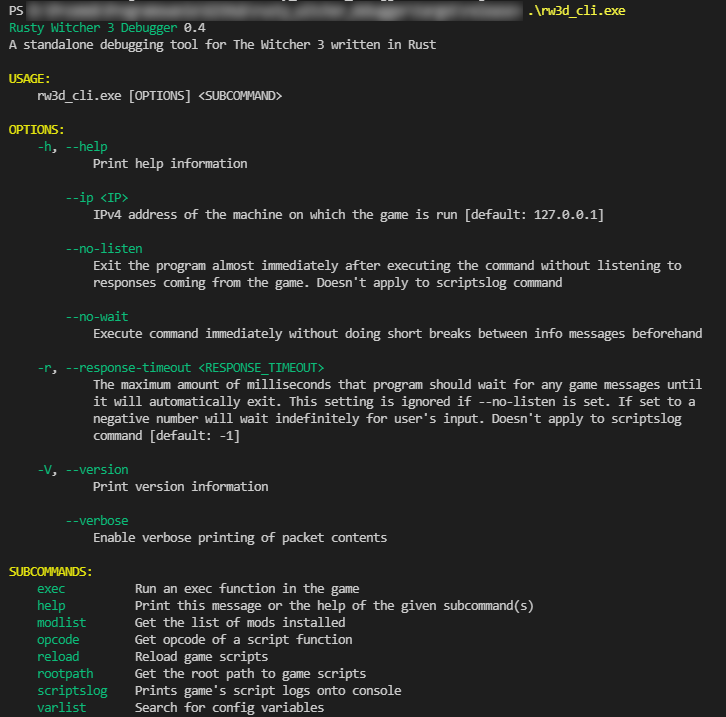 PS .\rw3d_cli.exe
Rusty Witcher 3 Debugger 0.4
A standalone debugging tool for The Witcher 3 written in Rust
USAGE:
rw3d_cli.exe [OPTIONS] <SUBCOMMAND>
OPTIONS:
-h, --help
Print help information
--ip <IP>
IPv4 address of the machine on which the game is run [default: 127.0.0.1]
--no-listen
Exit the program almost immediately after executing the command without listening to
responses coming from the game. Doesn't apply to scriptslog command
--no-wait
Execute command immediately without doing short breaks between info messages beforehand
-r, --response-timeout <RESPONSE_TIMEOUT>
The maximum amount of milliseconds that program should wait for any game messages until
it will automatically exit. This setting is ignored if --no-listen is set. If set to a
negative number will wait indefinitely for user's input. Doesn't apply to scriptslog
command [default: -1]
-V, --version
Print version information
--verbose
Enable verbose printing of packet contents
SUBCOMMANDS:
exec Run an exec function in the game
help Print this message or the help of the given subcommand(s)
modlist Get the list of mods installed
opcode Get opcode of a script function
reload Reload game scripts
rootpath Get the root path to game scripts
scriptslog Prints game's script logs onto console
varlist Search for config variables